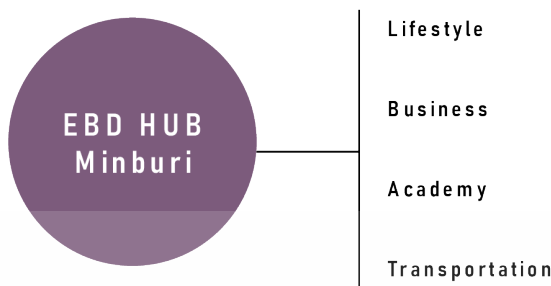 EBD HUB
Minburi
Lifestyle
Business
Academy
Transportation